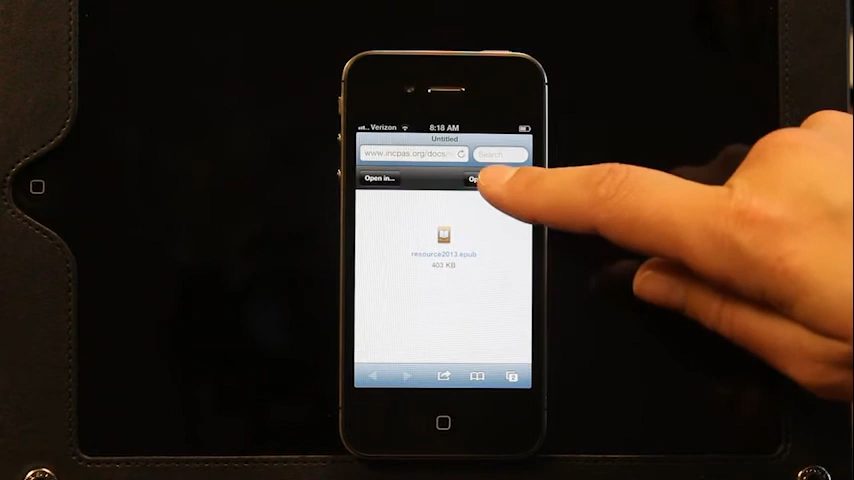 Verizon 8:18 AM
Untitled
www.incpas.org/docs Search
Open in...
resource2013.epub
403 KB